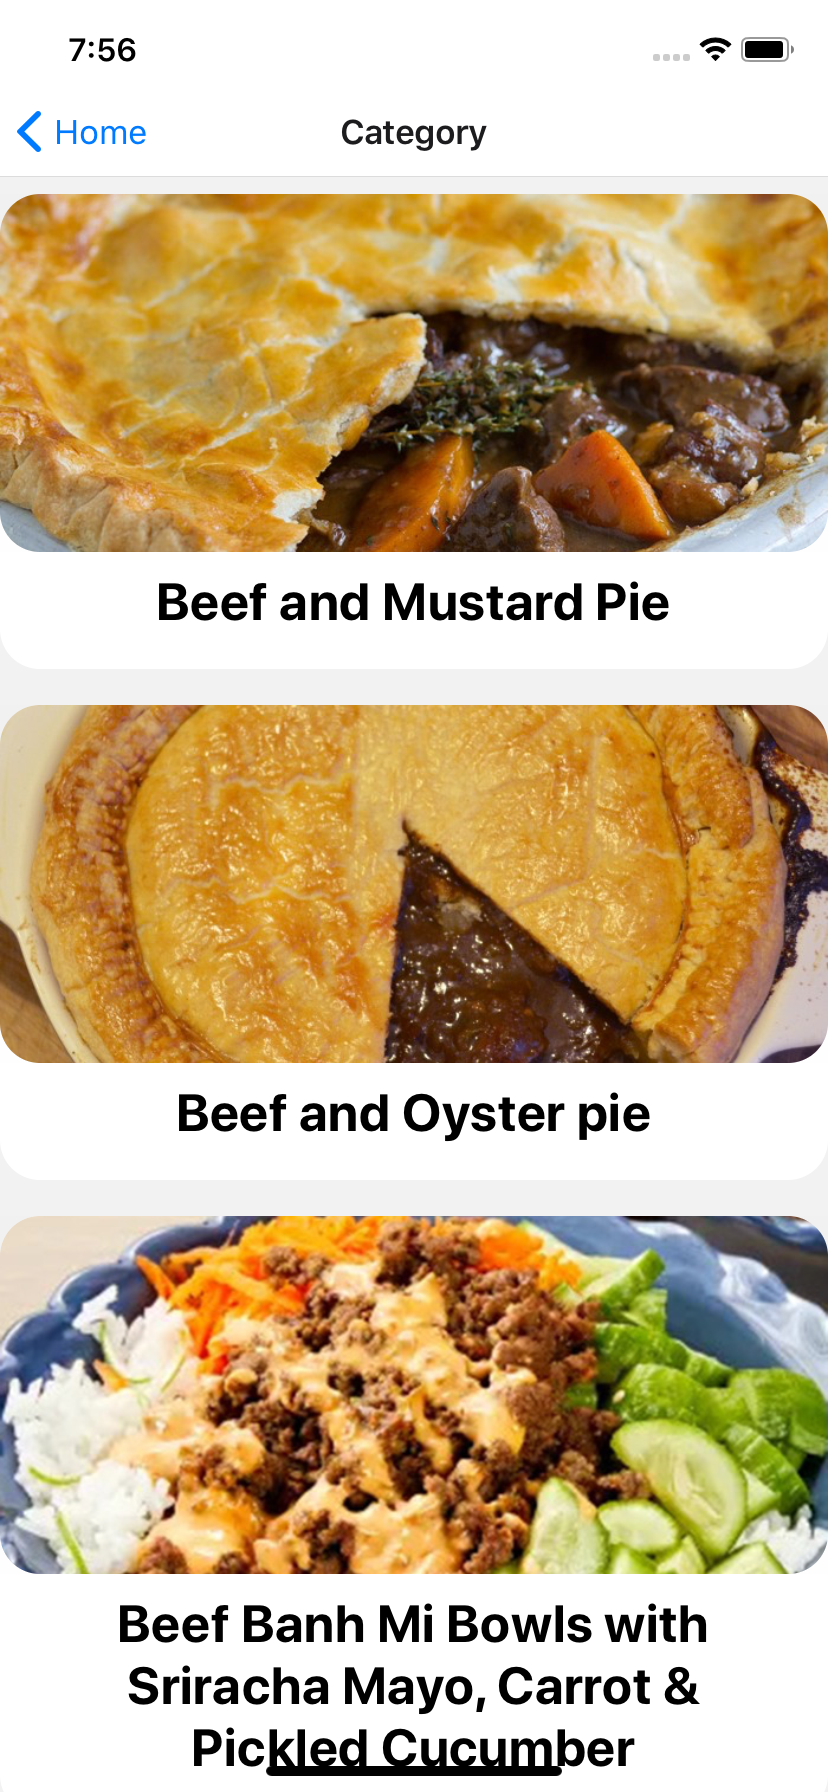 7:56
Home
Category
Beef and Mustard Pie
Beef and Oyster pie
Beef Banh Mi Bowls with
Sriracha Mayo, Carrot &
Pickled Cucumber